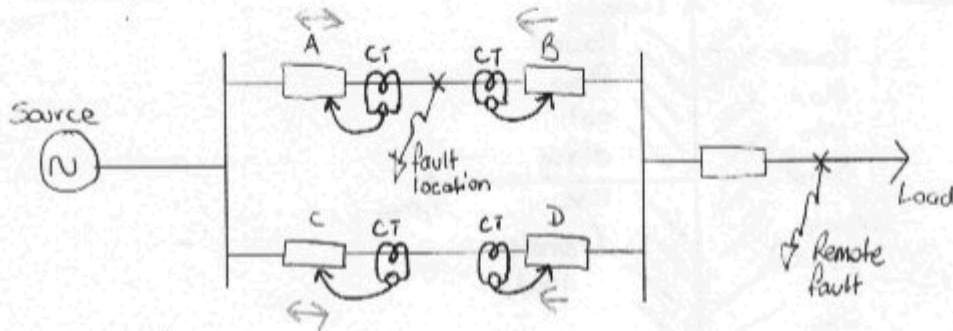 A
B
CT
CT
Source
N
fault
location
Load
C
CT
CT
D
Remote
fault